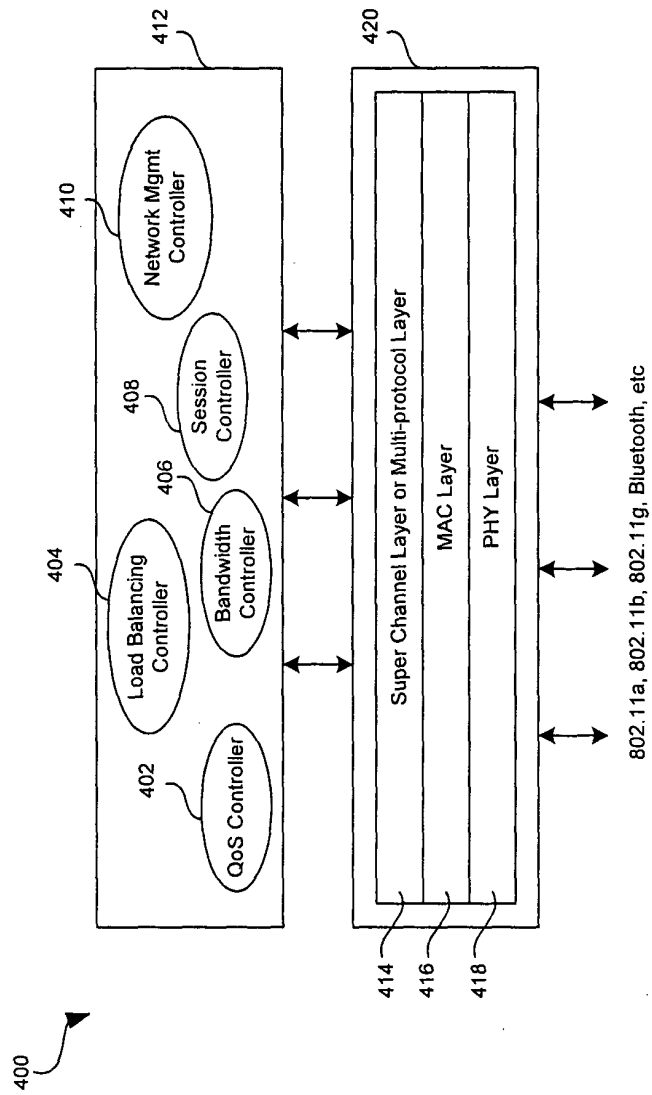 400
412
410
Network Mgmt
Controller
408
Session
Controller
404
406
Load Balancing
Controller
Bandwidth
Controller
402
QoS Controller
420
Super Channel Layer or Multi-protocol Layer
MAC Layer
PHY Layer
414
416
418
802.11a, 802.11b, 802.11g, Bluetooth, etc